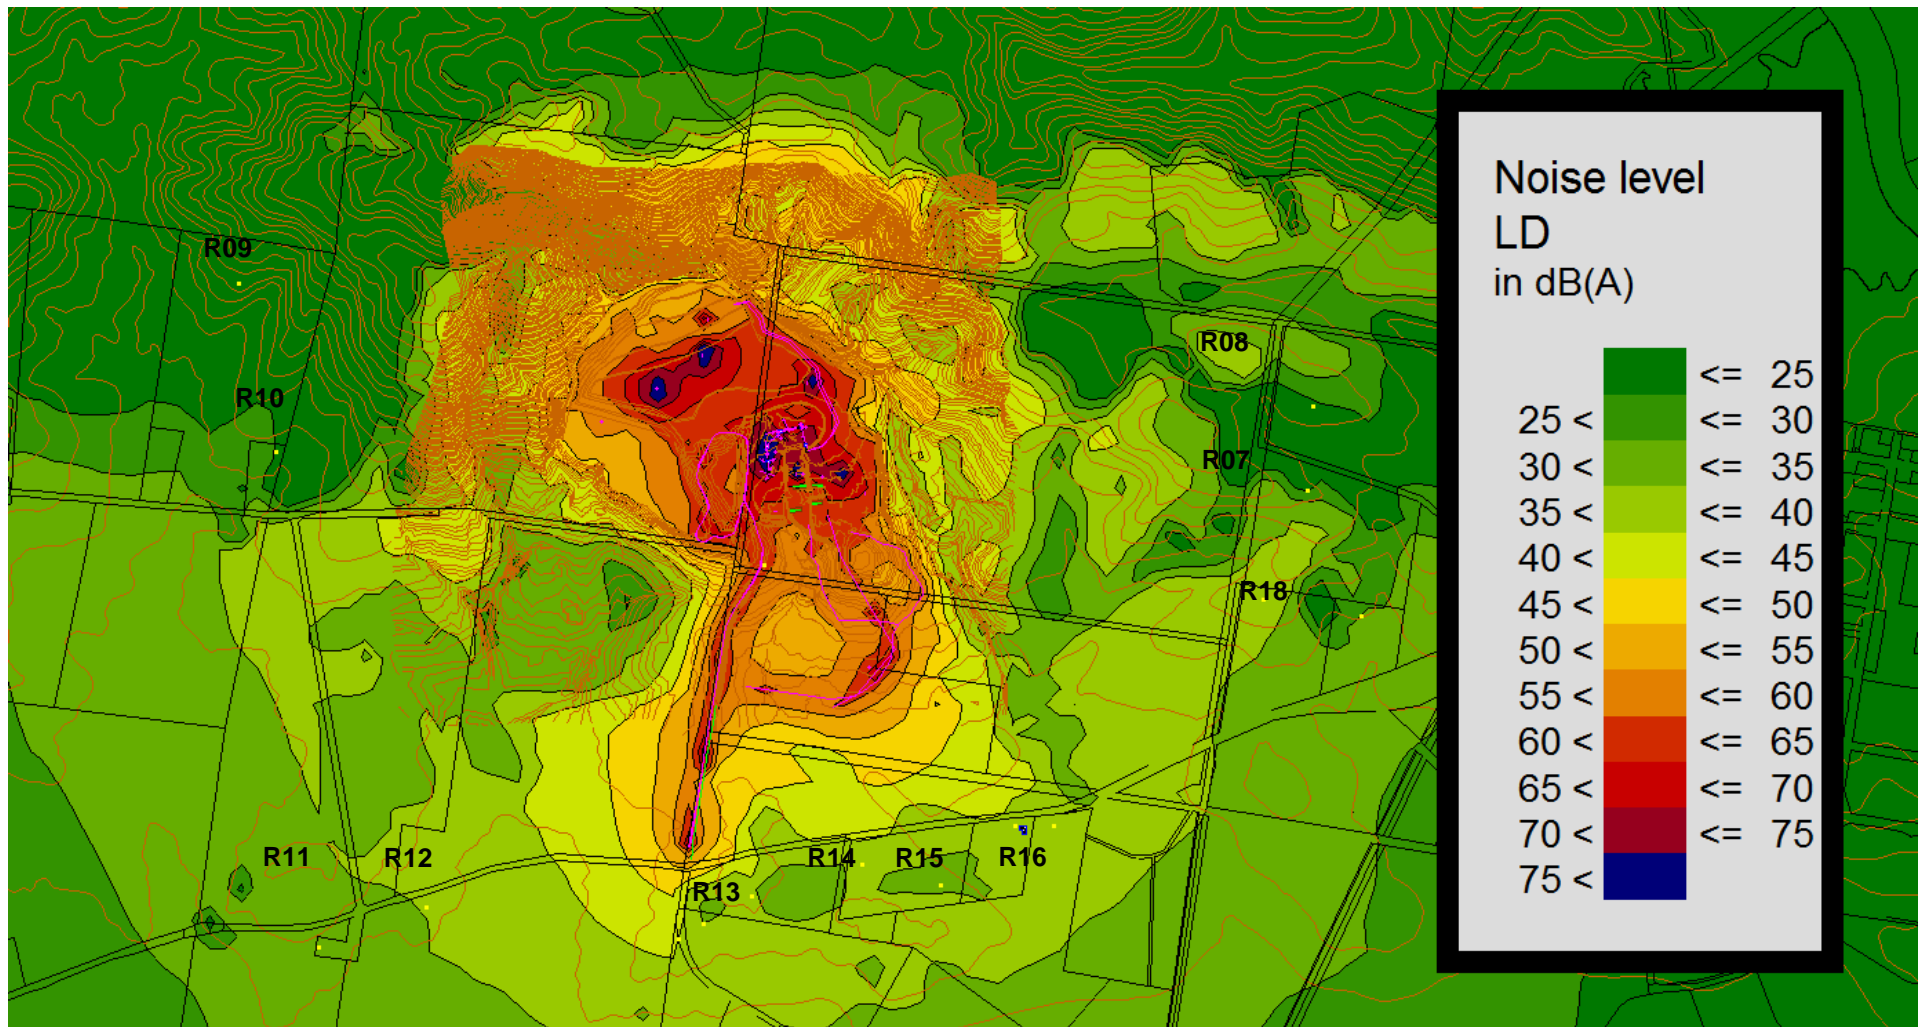 R09
R08
R10
R07
R18
R11
R12
R14
R15
R16
R13
Noise level
LD
in dB(A)
<= 25
25 < <= 30
30 < <= 35
35 < <= 40
40 < <= 45
45 < <= 50
50 < <= 55
55 < <= 60
60 < <= 65
65 < <= 70
70 < <= 75
75 <